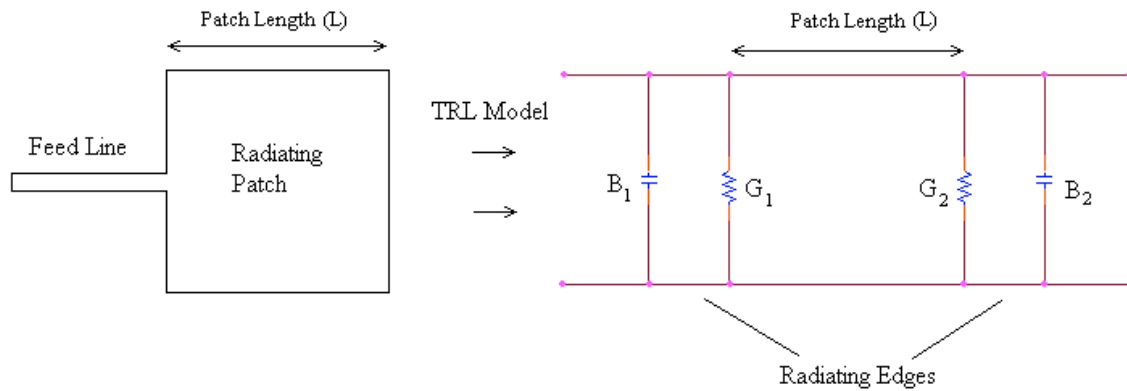 Patch Length (L)
Feed Line
Radiating
Patch
TRL Model
Patch Length (L)
B1
G1
G2
B2
Radiating Edges